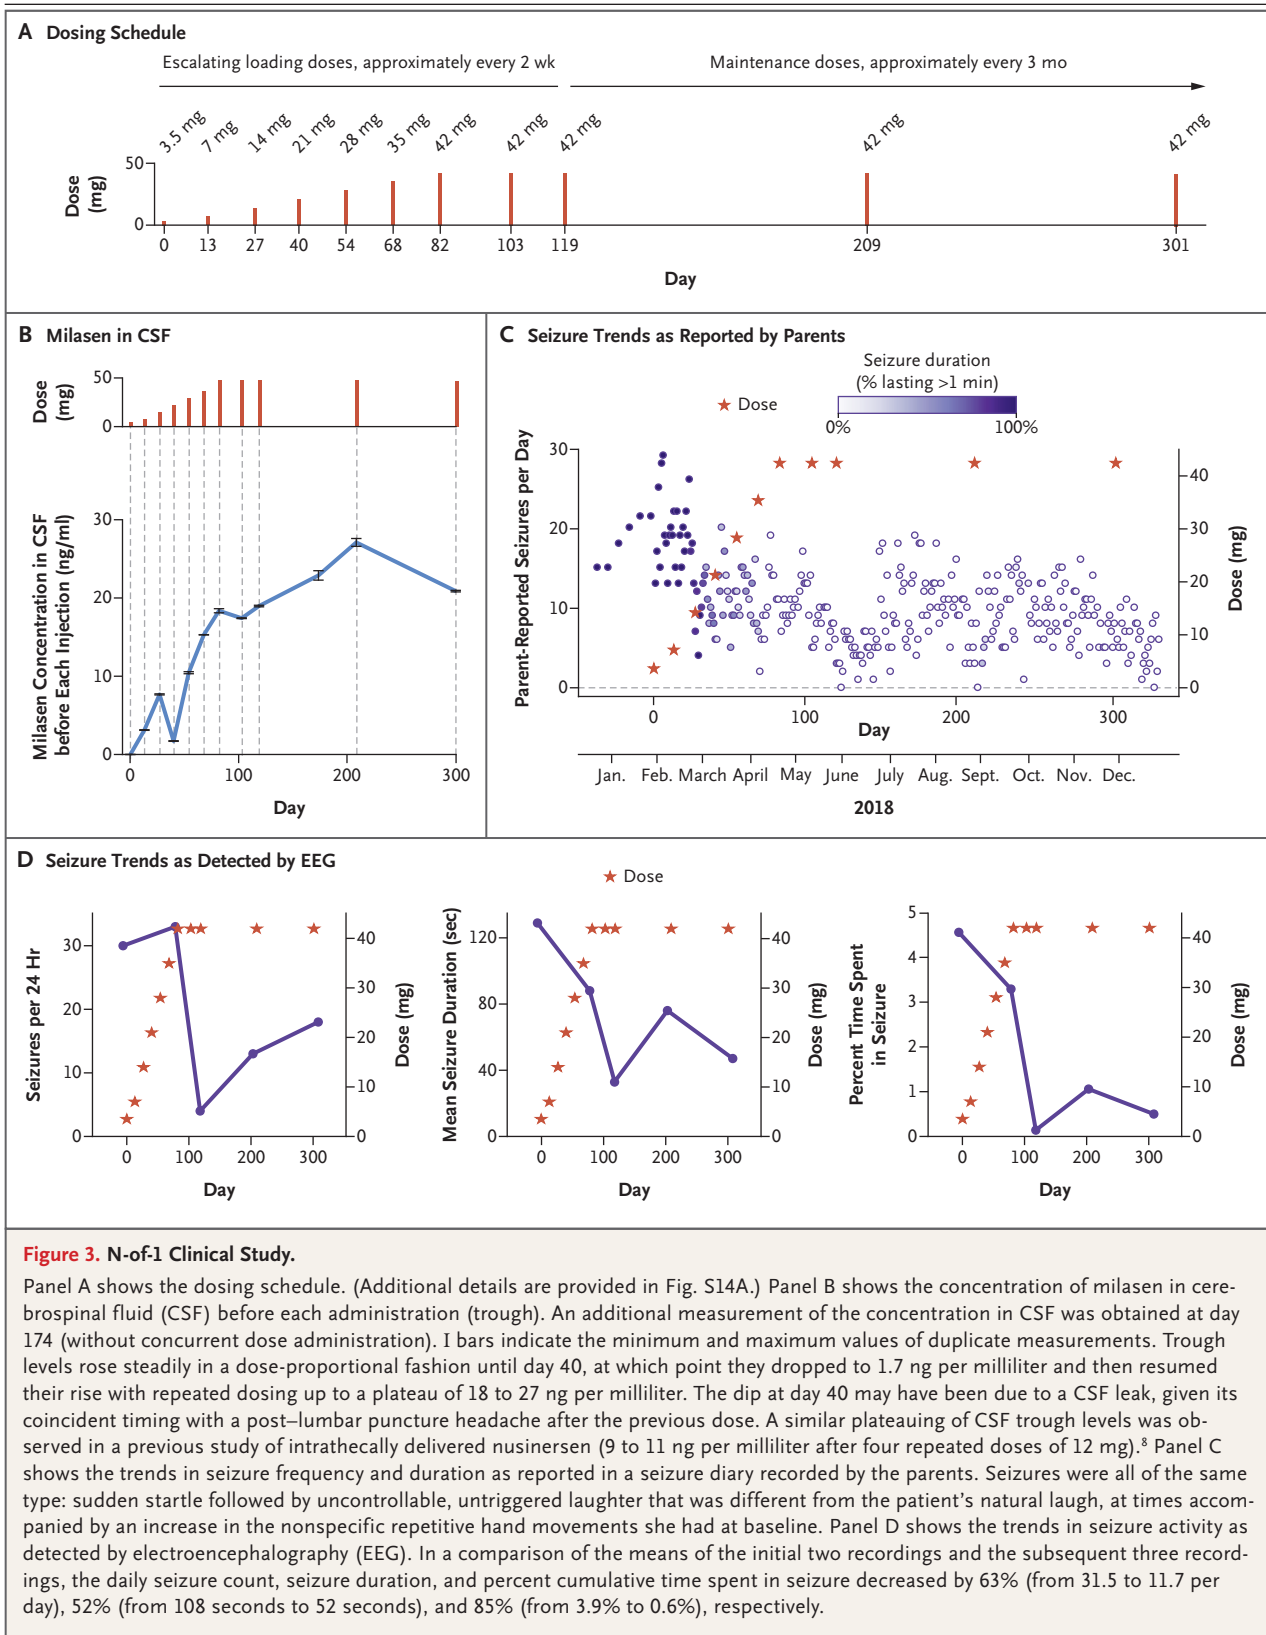 A Dosing Schedule
Escalating loading doses, approximately every 2 wk
Maintenance doses, approximately every 3 mo
3.5 mg 7 mg 14 mg 21 mg 28 mg 35 mg 42 mg 42 mg 42 mg 42 mg 42 mg
Dose
(mg)
50
0
0 13 27 40 54 68 82 103 119 209 301
Day
B Milasen in CSF
Dose
(mg)
50
0
Milasen Concentration in CSF
before Each Injection (ng/ml)
30
20
10
0
0 100 200 300
Day
C Seizure Trends as Reported by Parents
Seizure duration
(% lasting >1 min)
★ Dose
0% 100%
Parent-Reported Seizures per Day
30
20
10
0
Dose (mg)
40
30
20
10
0
0 100 200 300
Day
Jan. Feb. March April May June July Aug. Sept. Oct. Nov. Dec.
2018
D Seizure Trends as Detected by EEG
★ Dose
Seizures per 24 Hr
30
20
10
0
Dose (mg)
40
30
20
10
0
0 100 200 300
Day
Mean Seizure Duration (sec)
120
80
40
0
Dose (mg)
40
30
20
10
0
0 100 200 300
Day
Percent Time Spent
in Seizure
5
4
3
2
1
0
Dose (mg)
40
30
20
10
0
0 100 200 300
Day
Figure 3. N-of-1 Clinical Study.
Panel A shows the dosing schedule. (Additional details are provided in Fig. S14A.) Panel B shows the concentration of milasen in cere-
brospinal fluid (CSF) before each administration (trough). An additional measurement of the concentration in CSF was obtained at day
174 (without concurrent dose administration). I bars indicate the minimum and maximum values of duplicate measurements. Trough
levels rose steadily in a dose-proportional fashion until day 40, at which point they dropped to 1.7 ng per milliliter and then resumed
their rise with repeated dosing up to a plateau of 18 to 27 ng per milliliter. The dip at day 40 may have been due to a CSF leak, given its
coincident timing with a post–lumbar puncture headache after the previous dose. A similar plateauing of CSF trough levels was ob-
served in a previous study of intrathecally delivered nusinersen (9 to 11 ng per milliliter after four repeated doses of 12 mg).⁸ Panel C
shows the trends in seizure frequency and duration as reported in a seizure diary recorded by the parents. Seizures were all of the same
type: sudden startle followed by uncontrollable, untriggered laughter that was different from the patient's natural laugh, at times accom-
panied by an increase in the nonspecific repetitive hand movements she had at baseline. Panel D shows the trends in seizure activity as
detected by electroencephalography (EEG). In a comparison of the means of the initial two recordings and the subsequent three record-
ings, the daily seizure count, seizure duration, and percent cumulative time spent in seizure decreased by 63% (from 31.5 to 11.7 per
day), 52% (from 108 seconds to 52 seconds), and 85% (from 3.9% to 0.6%), respectively.